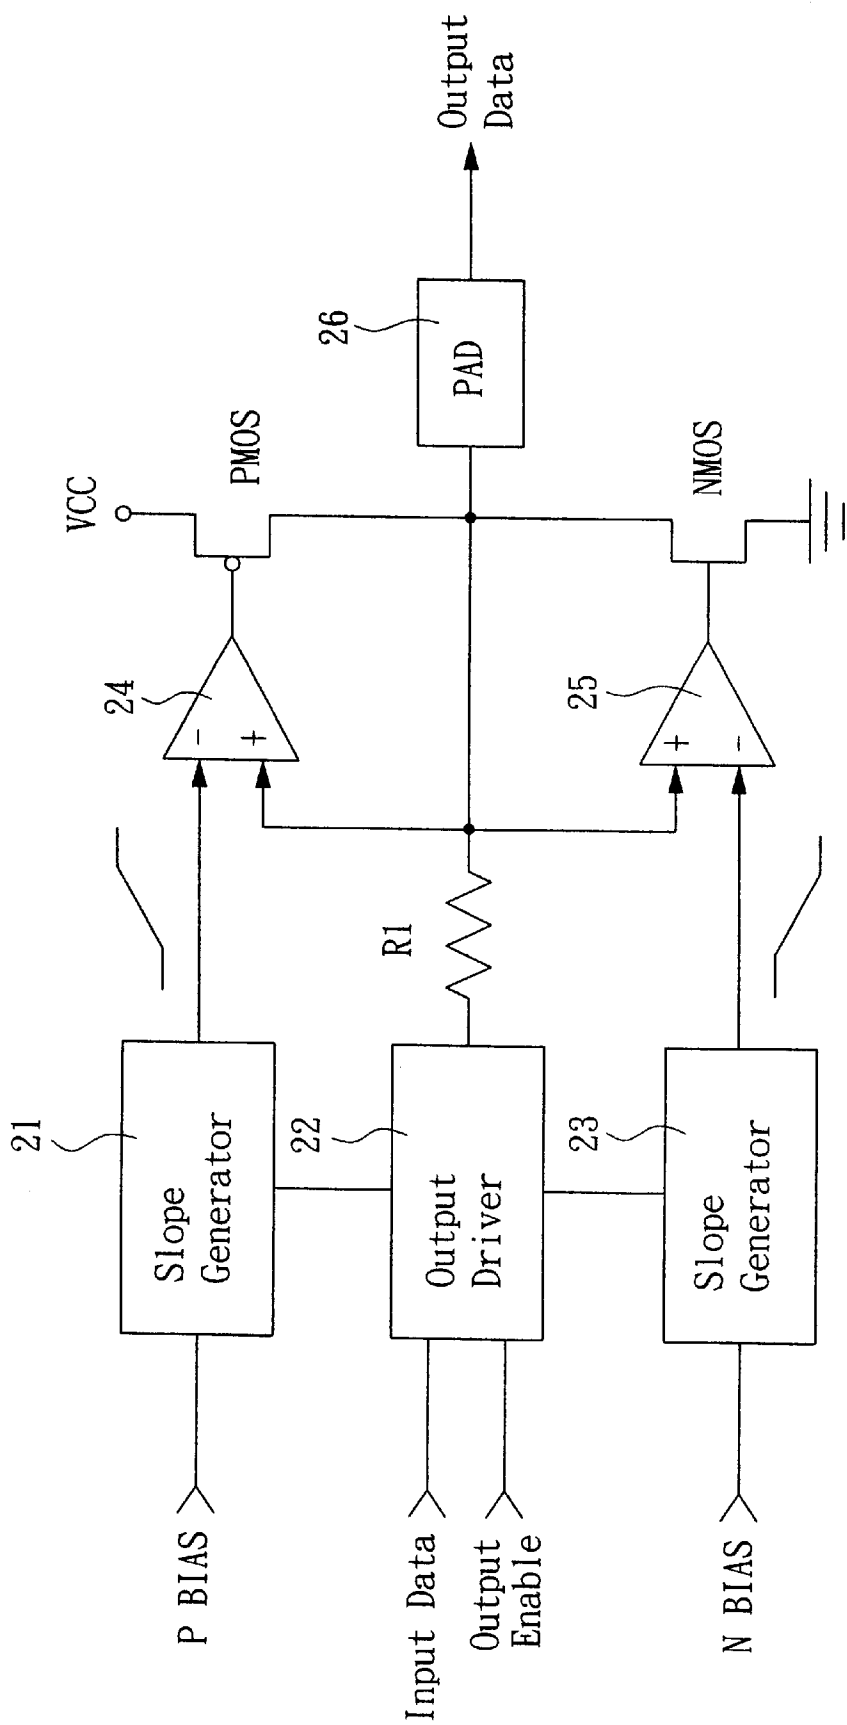 P BIAS
21
Slope
Generator
-
+
24
VCC
PMOS
Input Data
Output
Enable
22
Output
Driver
R1
26
PAD
Output
Data
N BIAS
23
Slope
Generator
+
-
25
NMOS